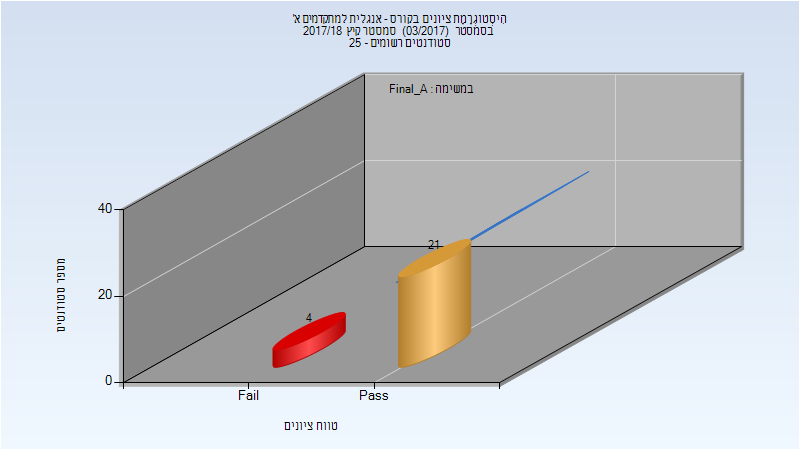 היסטוגרמת ציונים בקורס - אנגלית למתקדמים א'
בסמסטר (03/2017) סמסטר קיץ 2017/18
סטודנטים רשומים - 25
במשימה : Final_A
40
20
0
21
4
Fail
Pass
מספר סטודנטים
טווח ציונים